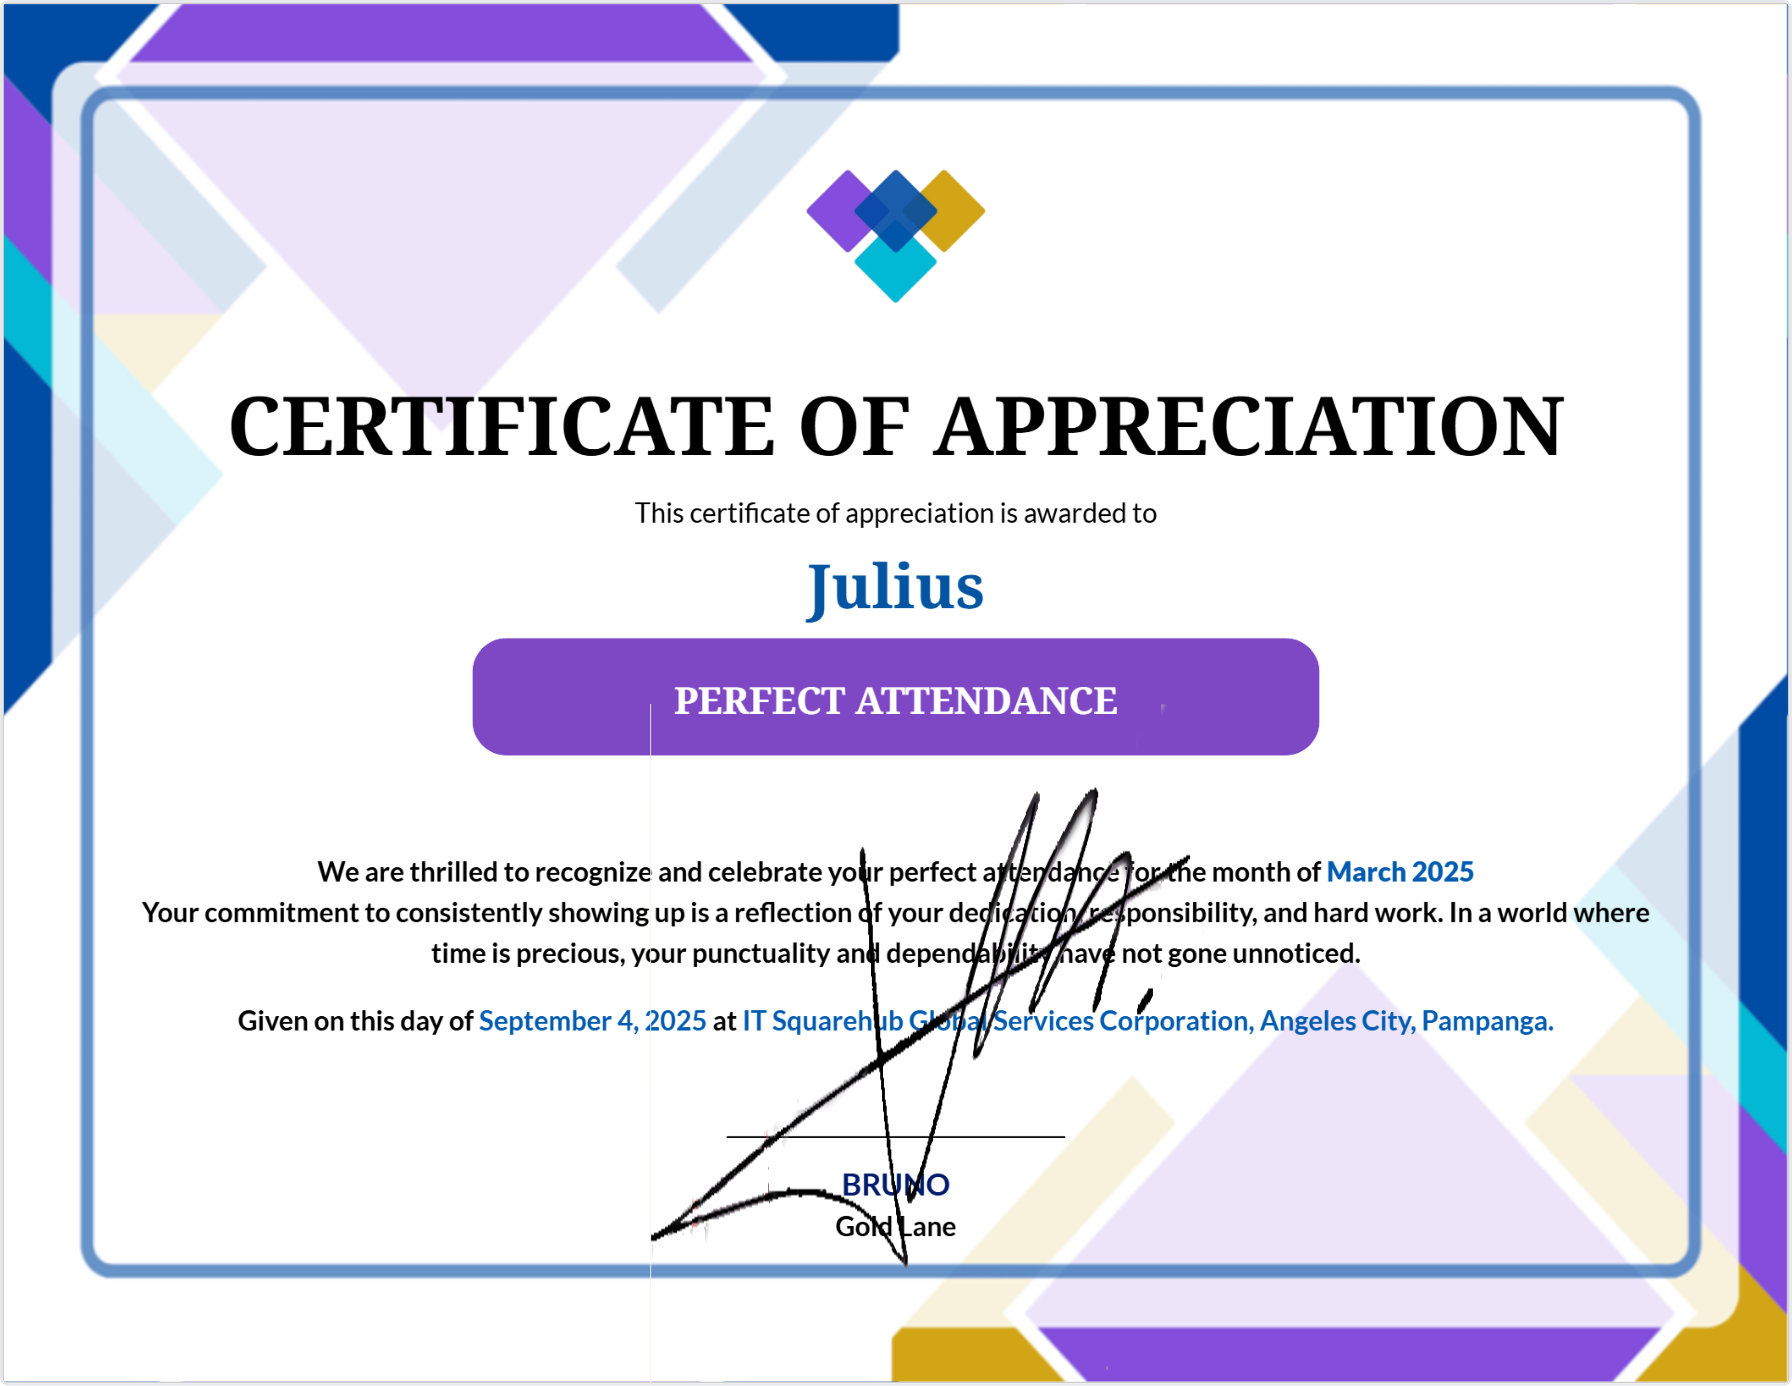 CERTIFICATE OF APPRECIATION
This certificate of appreciation is awarded to
Julius
PERFECT ATTENDANCE
We are thrilled to recognize and celebrate your perfect attendance for the month of March 2025
Your commitment to consistently showing up is a reflection of your dedication, responsibility, and hard work. In a world where
time is precious, your punctuality and dependability have not gone unnoticed.
Given on this day of September 4, 2025 at IT Squarehub Global Services Corporation, Angeles City, Pampanga.
BRUNO
Gold Lane